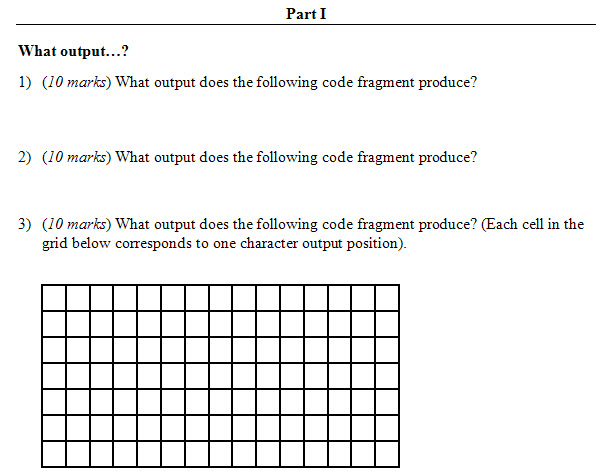 Part I
What output...?
1) (10 marks) What output does the following code fragment produce?
2) (10 marks) What output does the following code fragment produce?
3) (10 marks) What output does the following code fragment produce? (Each cell in the
grid below corresponds to one character output position).